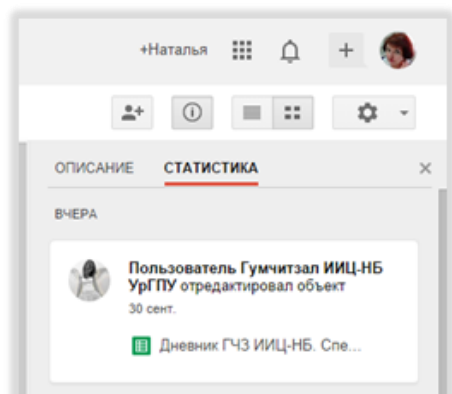 +Наталья
ОПИСАНИЕ СТАТИСТИКА
ВЧЕРА
Пользователь Гумчитзал ИИЦ-НБ
УрГПУ отредактировал объект
30 сент.
Дневник ГЧЗ ИИЦ-НБ. Спе...